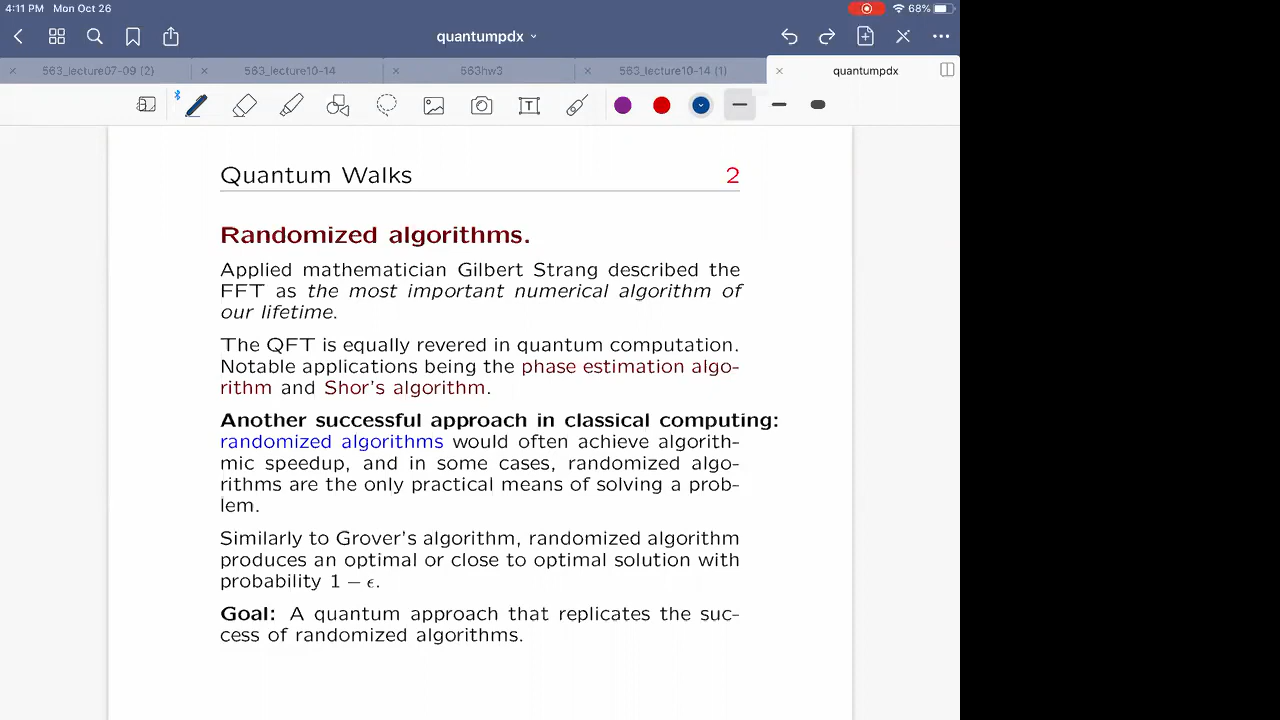 4:11 PM Mon Oct 26
68%
quantumpdx
563_lecture07-09 (2)
563_lecture10-14
563hw3
563_lecture10-14 (1)
quantumpdx
T
Quantum Walks 2
Randomized algorithms.
Applied mathematician Gilbert Strang described the
FFT as the most important numerical algorithm of
our lifetime.
The QFT is equally revered in quantum computation.
Notable applications being the phase estimation algo-
rithm and Shor's algorithm.
Another successful approach in classical computing:
randomized algorithms would often achieve algorith-
mic speedup, and in some cases, randomized algo-
rithms are the only practical means of solving a prob-
lem.
Similarly to Grover's algorithm, randomized algorithm
produces an optimal or close to optimal solution with
probability 1 − ϵ.
Goal: A quantum approach that replicates the suc-
cess of randomized algorithms.